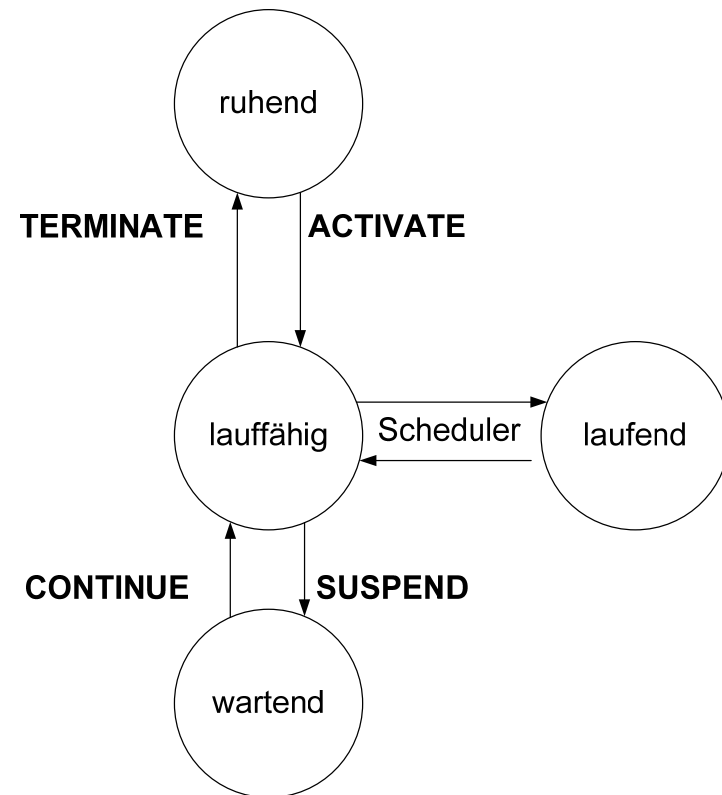 ruhend
TERMINATE
ACTIVATE
lauffähig
Scheduler
laufend
CONTINUE
SUSPEND
wartend